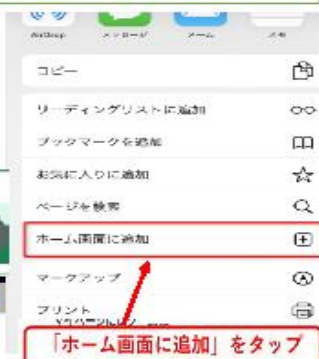 AirDrop メッセージ メール メモ
コピー
リーディングリストに追加
ブックマークを追加
お気に入りに追加
ページを検索
ホーム画面に追加
マークアップ
プリント
「ホーム画面に追加」をタップ